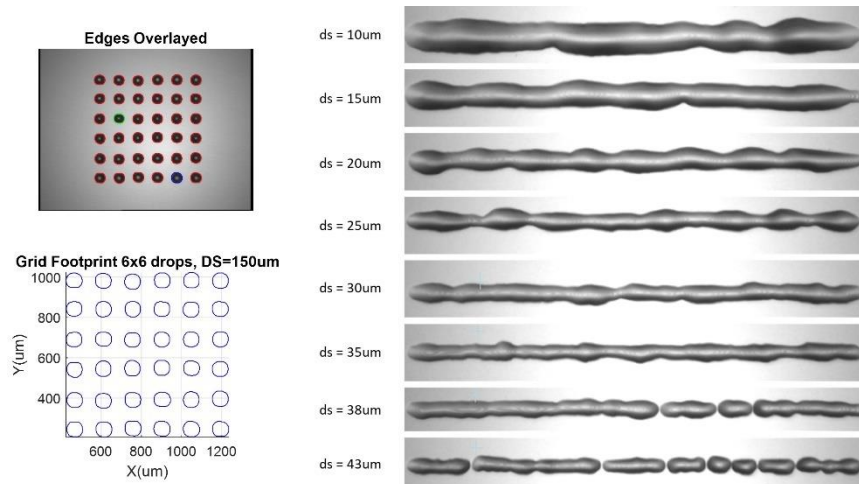 Edges Overlayed
Grid Footprint 6x6 drops, DS=150um
1000
800
600
400
Y(um)
600
800
1000
1200
X(um)
ds = 10um
ds = 15um
ds = 20um
ds = 25um
ds = 30um
ds = 35um
ds = 38um
ds = 43um